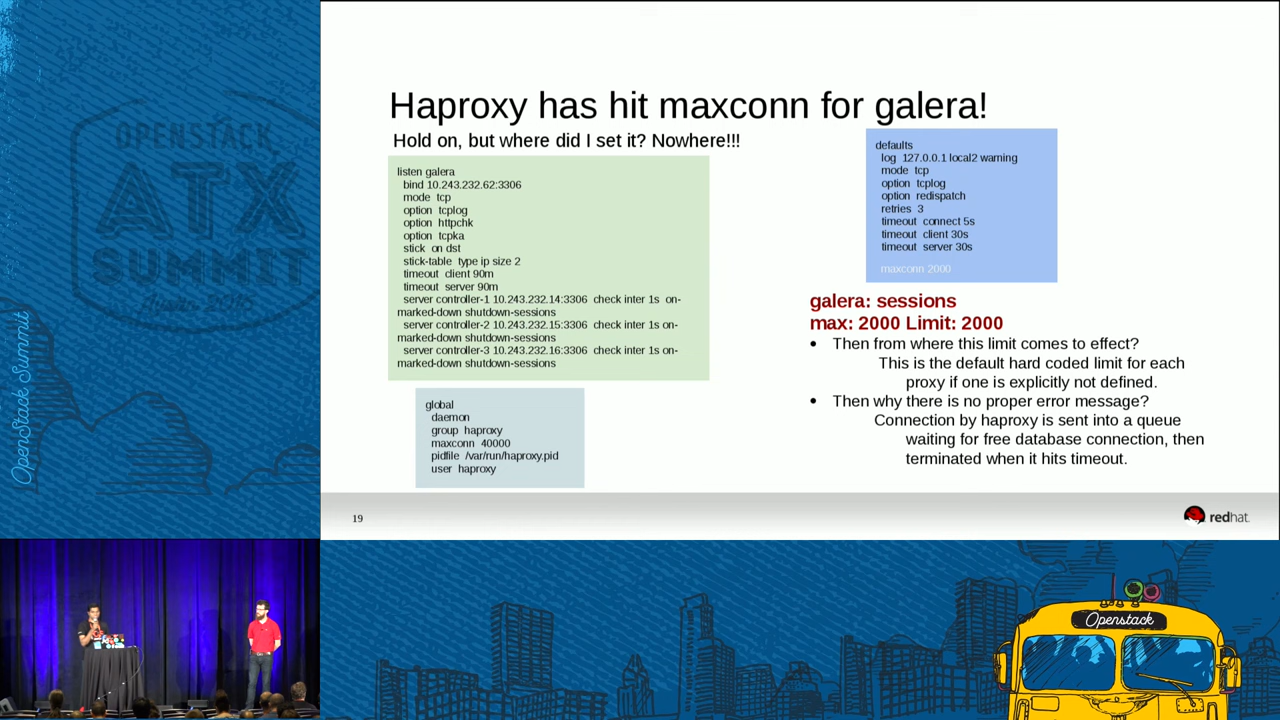 OPENSTACK
ATX
SUMMIT
OpenStack Summit
Haproxy has hit maxconn for galera!
Hold on, but where did I set it? Nowhere!!!
listen galera
bind 10.243.232.62:3306
mode tcp
option tcplog
option httpchk
option tcpka
stick on dst
stick-table type ip size 2
timeout client 90m
timeout server 90m
server controller-1 10.243.232.14:3306 check inter 1s on-
marked-down shutdown-sessions
server controller-2 10.243.232.15:3306 check inter 1s on-
marked-down shutdown-sessions
server controller-3 10.243.232.16:3306 check inter 1s on-
marked-down shutdown-sessions
global
daemon
group haproxy
maxconn 40000
pidfile /var/run/haproxy.pid
user haproxy
defaults
log 127.0.0.1 local2 warning
mode tcp
option tcplog
option redispatch
retries 3
timeout connect 5s
timeout client 30s
timeout server 30s
maxconn 2000
galera: sessions
max: 2000 Limit: 2000
• Then from where this limit comes to effect?
This is the default hard coded limit for each
proxy if one is explicitly not defined.
• Then why there is no proper error message?
Connection by haproxy is sent into a queue
waiting for free database connection, then
terminated when it hits timeout.
19
redhat.
Openstack